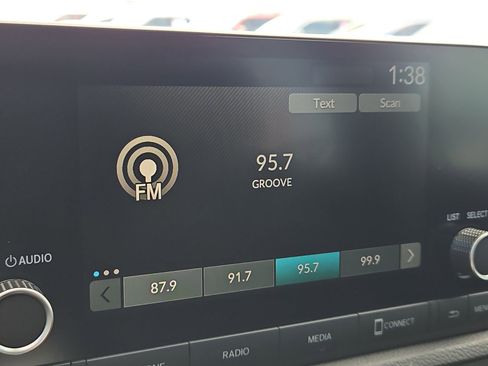 1:38
Text Scan
FM
95.7
GROOVE
LIST SELECT
AUDIO
87.9 91.7 95.7 99.9
RADIO MEDIA CONNECT